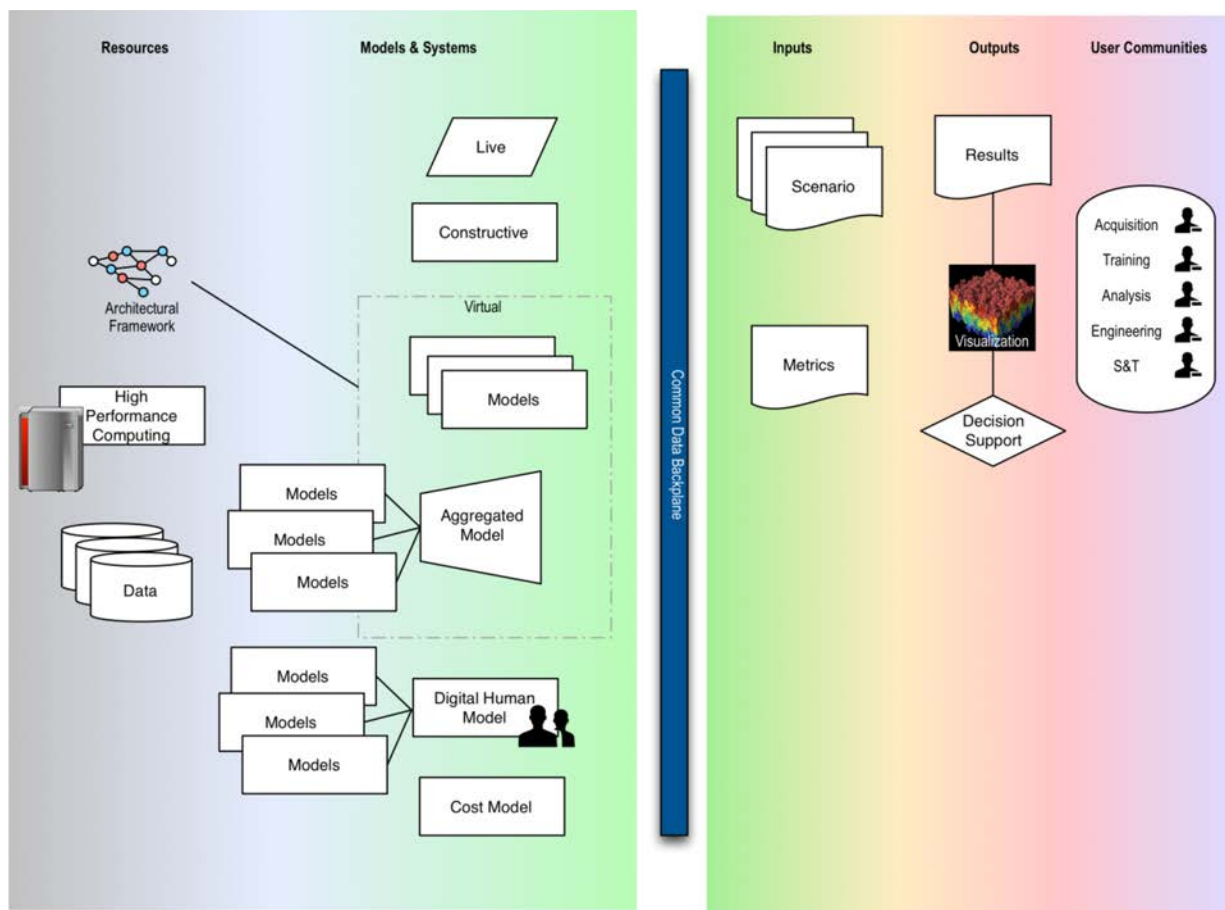 Resources
Models & Systems
Live
Constructive
Architectural
Framework
Virtual
Models
High
Performance
Computing
Models
Models
Models
Aggregated
Model
Data
Models
Models
Models
Digital Human
Model
Cost Model
Common Data Backplane
Inputs
Outputs
User Communities
Scenario
Metrics
Results
Visualization
Decision
Support
Acquisition
Training
Analysis
Engineering
S&T